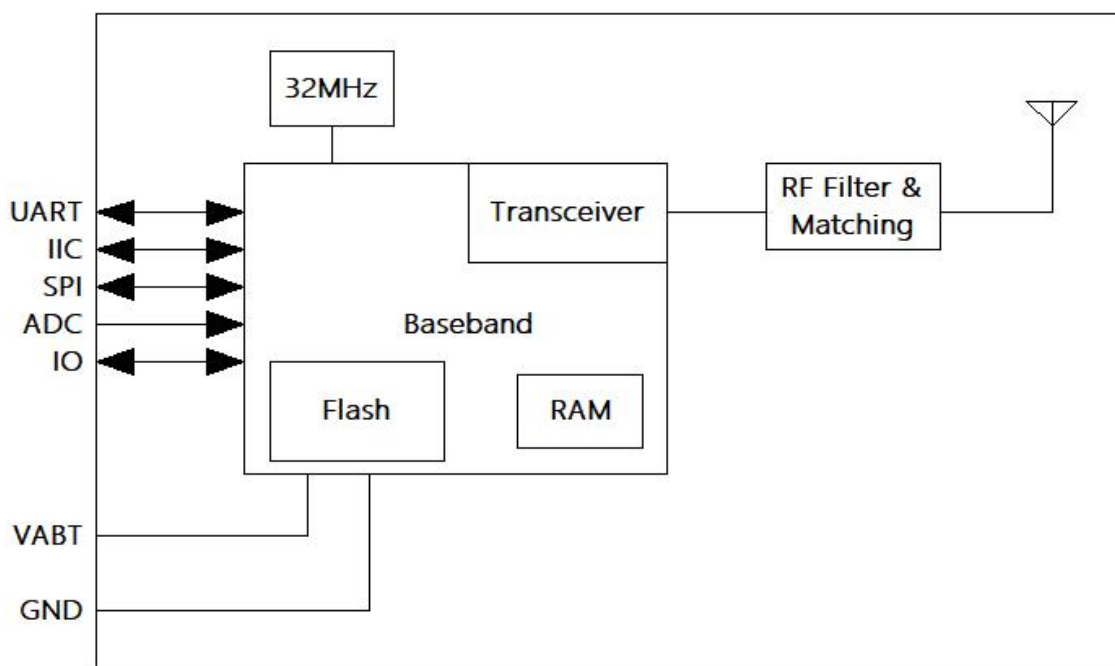 32MHz
UART
IIC
SPI
ADC
IO
Transceiver
RF Filter &
Matching
Baseband
Flash
RAM
VABT
GND